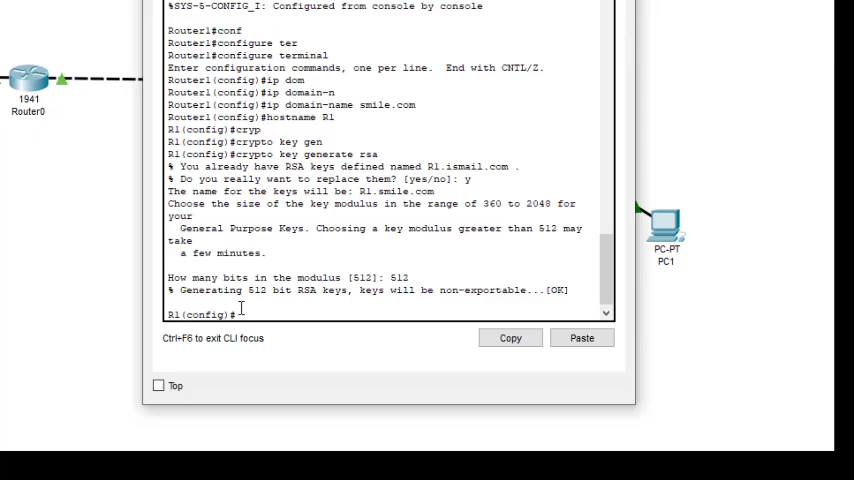 %SYS-5-CONFIG_I: Configured from console by console
Router1#conf
Router1#configure ter
Router1#configure terminal
Enter configuration commands, one per line.  End with CNTL/Z.
Router1(config)#ip dom
Router1(config)#ip domain-n
Router1(config)#ip domain-name smile.com
Router1(config)#hostname R1
R1(config)#cryp
R1(config)#crypto key gen
R1(config)#crypto key generate rsa
% You already have RSA keys defined named R1.ismail.com .
% Do you really want to replace them? [yes/no]: y
The name for the keys will be: R1.smile.com
Choose the size of the key modulus in the range of 360 to 2048 for
your
General Purpose Keys. Choosing a key modulus greater than 512 may
take
a few minutes.
How many bits in the modulus [512]: 512
% Generating 512 bit RSA keys, keys will be non-exportable...[OK]
R1(config)#
Ctrl+F6 to exit CLI focus
Copy
Paste
Top
1941
Router0
PC-PT
PC1